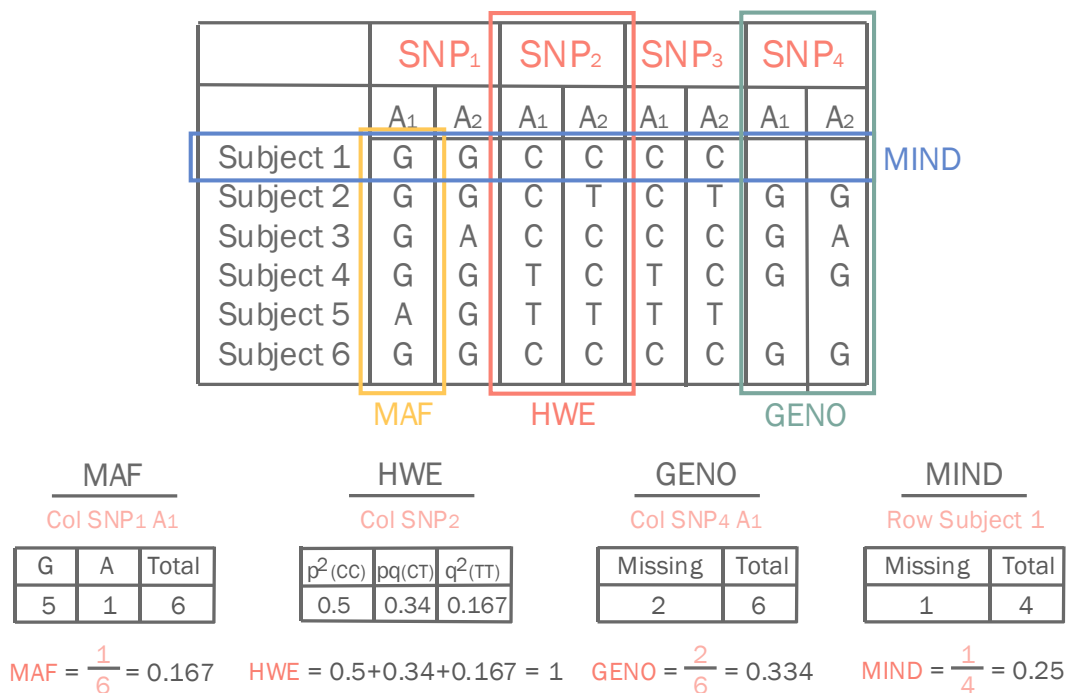 SNP1 SNP2 SNP3 SNP4
A1 A2 A1 A2 A1 A2 A1 A2
Subject 1 G G C C C C MIND
Subject 2 G G C T C T G G
Subject 3 G A C C C C G A
Subject 4 G G T C T C G G
Subject 5 A G T T T T
Subject 6 G G C C C C G G
MAF HWE GENO
MAF HWE GENO MIND
Col SNP1 A1 Col SNP2 Col SNP4 A1 Row Subject 1
G A Total p2(CC) pq(CT) q2(TT) Missing Total Missing Total
5 1 6 0.5 0.34 0.167 2 6 1 4
MAF = 1/6 = 0.167 HWE = 0.5+0.34+0.167 = 1 GENO = 2/6 = 0.334 MIND = 1/4 = 0.25